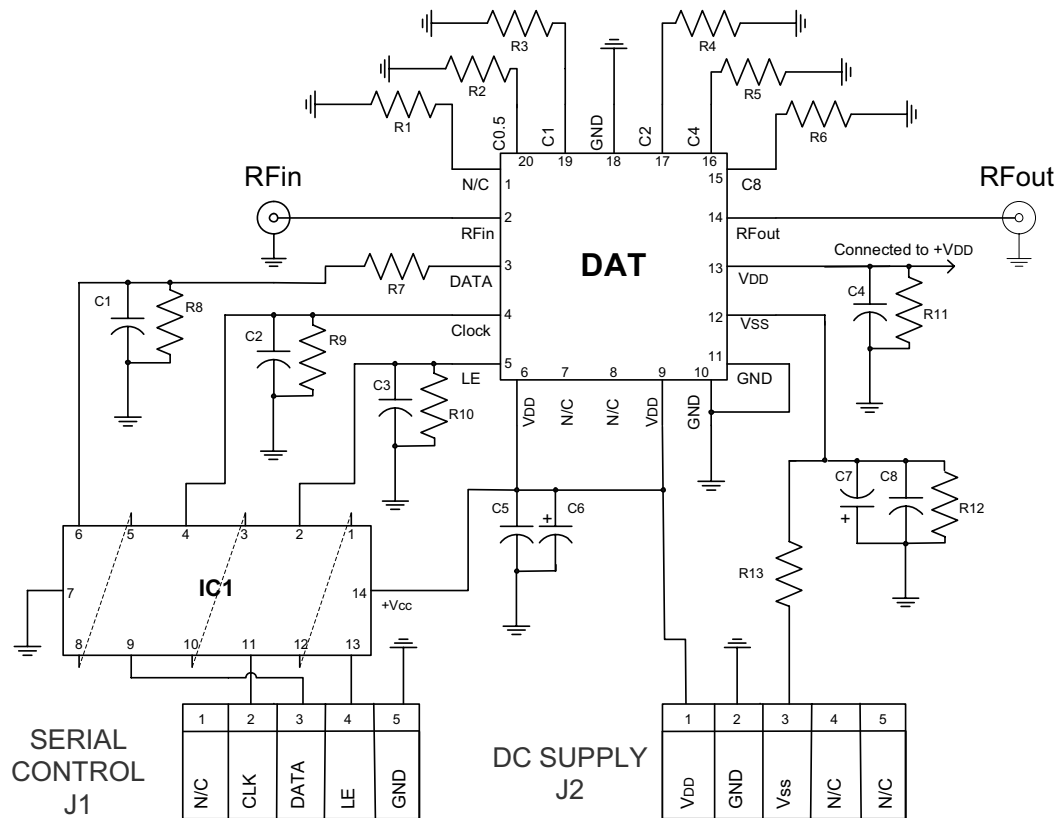 R3
R4
R2
R5
R1
R6
C0.5
C1
GND
C2
C4
20
19
18
17
16
RFin
N/C
1
15
C8
RFout
2
14
RFin
RFout
DAT
3
13
DATA
VDD
Connected to +VDD
R7
C1
R8
C4
R11
4
12
Clock
VSS
C2
R9
5
11
LE
GND
6
7
8
9
10
VDD
N/C
N/C
VDD
GND
C3
R10
C5
+
C6
C7
C8
+
R12
R13
6
5
4
3
2
1
7
IC1
14
+Vcc
8
9
10
11
12
13
SERIAL
CONTROL
J1
1
2
3
4
5
N/C
CLK
DATA
LE
GND
DC SUPPLY
J2
1
2
3
4
5
VDD
GND
Vss
N/C
N/C